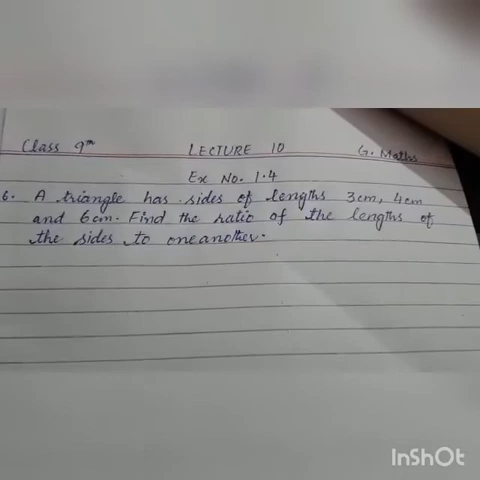 Class 9th LECTURE 10 G. Maths
Ex No. 1.4
6. A triangle has sides of lengths 3cm, 4cm
and 6cm. Find the ratio of the lengths of
the sides to one another.
InShOt